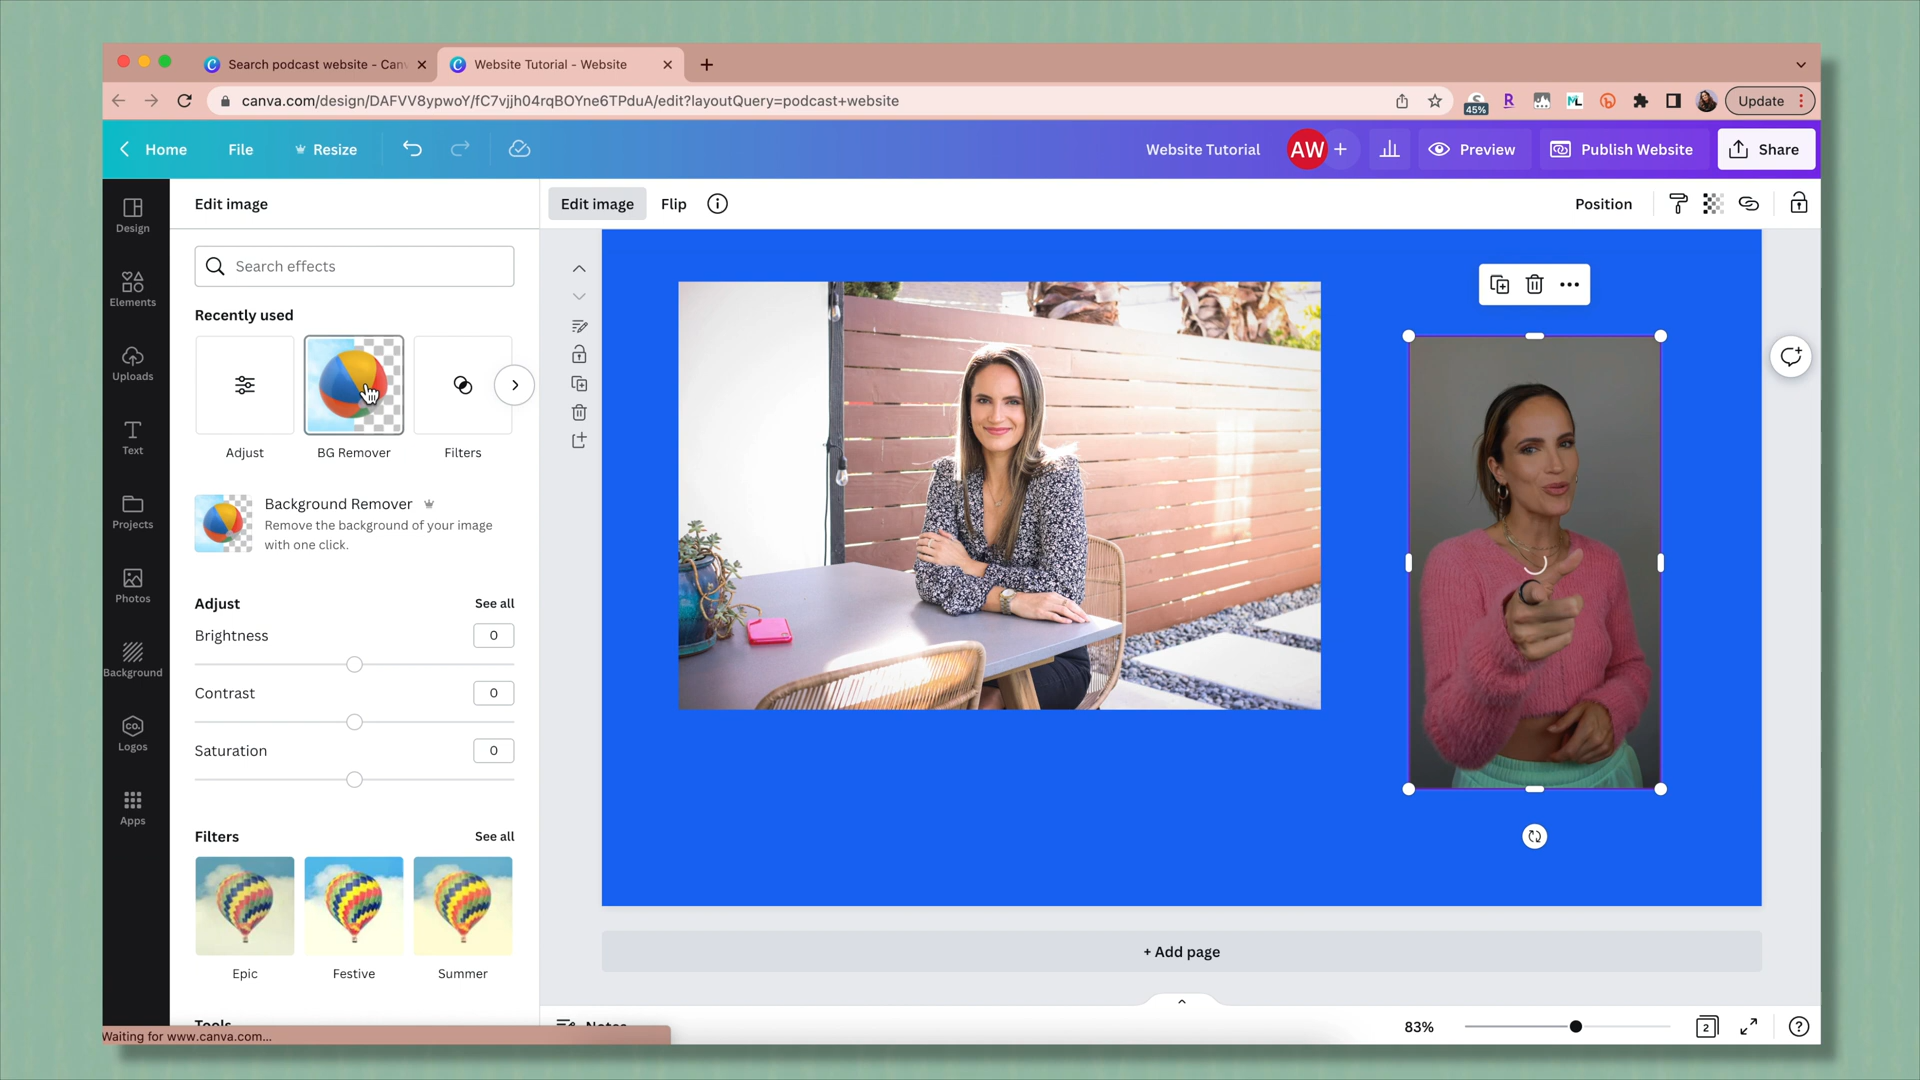 Search podcast website - Can
Website Tutorial - Website
canva.com/design/DAFVV8ypwoY/fC7vjjh04rqBOYne6TPduA/edit?layoutQuery=podcast+website
45%
R
ML
Update
Home
File
Resize
Website Tutorial
AW
Preview
Publish Website
Share
Design
Elements
Uploads
Text
Projects
Photos
Background
CO.
Logos
Apps
Edit image
Search effects
Recently used
Adjust
BG Remover
Filters
Background Remover
Remove the background of your image
with one click.
Adjust
See all
Brightness
0
Contrast
0
Saturation
0
Filters
See all
Epic
Festive
Summer
Tools
Edit image
Flip
Position
+ Add page
Notes
83%
2
Waiting for www.canva.com...